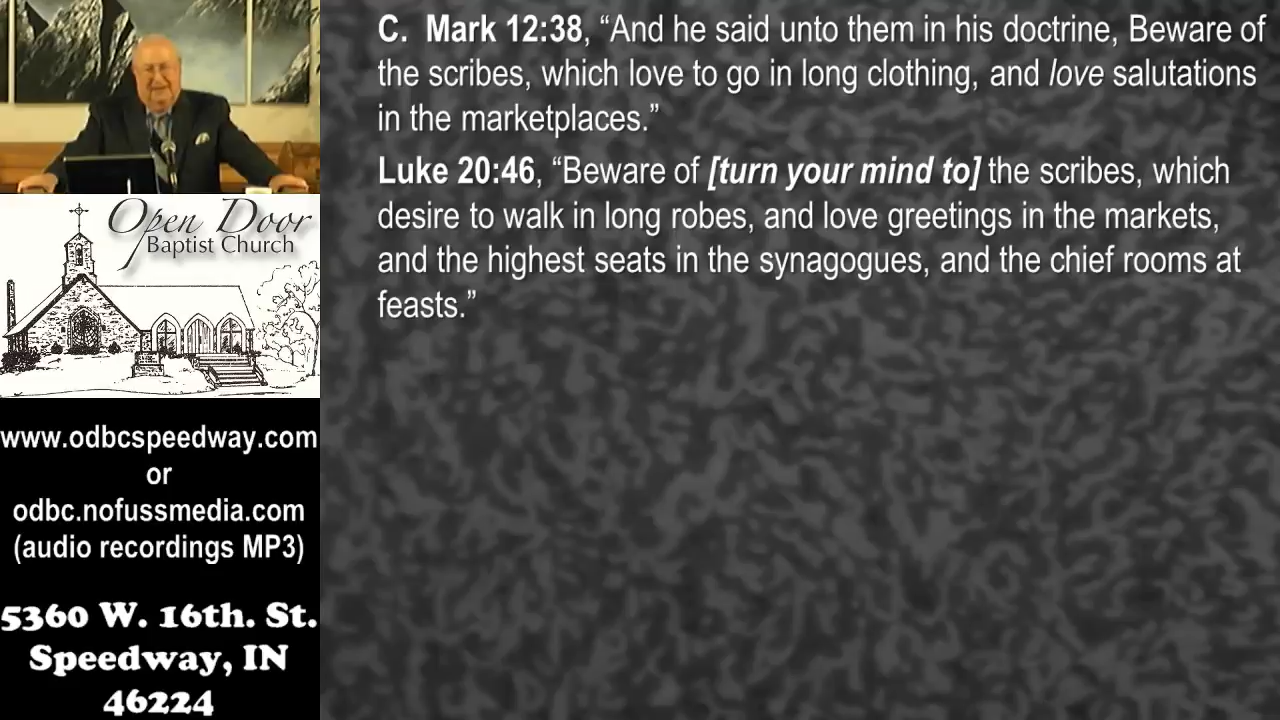 C. Mark 12:38, “And he said unto them in his doctrine, Beware of
the scribes, which love to go in long clothing, and love salutations
in the marketplaces.”
Luke 20:46, “Beware of [turn your mind to] the scribes, which
desire to walk in long robes, and love greetings in the markets,
and the highest seats in the synagogues, and the chief rooms at
feasts.”
Open Door
Baptist Church
www.odbcspeedway.com
or
odbc.nofussmedia.com
(audio recordings MP3)
5360 W. 16th. St.
Speedway, IN
46224